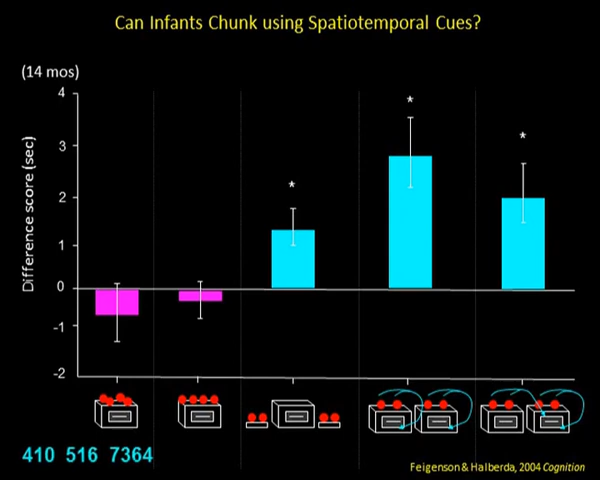 Can Infants Chunk using Spatiotemporal Cues?
(14 mos)
Difference score (sec)
4
*
3
*
*
2
1
0
-1
-2
410 516 7364
Feigenson & Halberda, 2004 Cognition